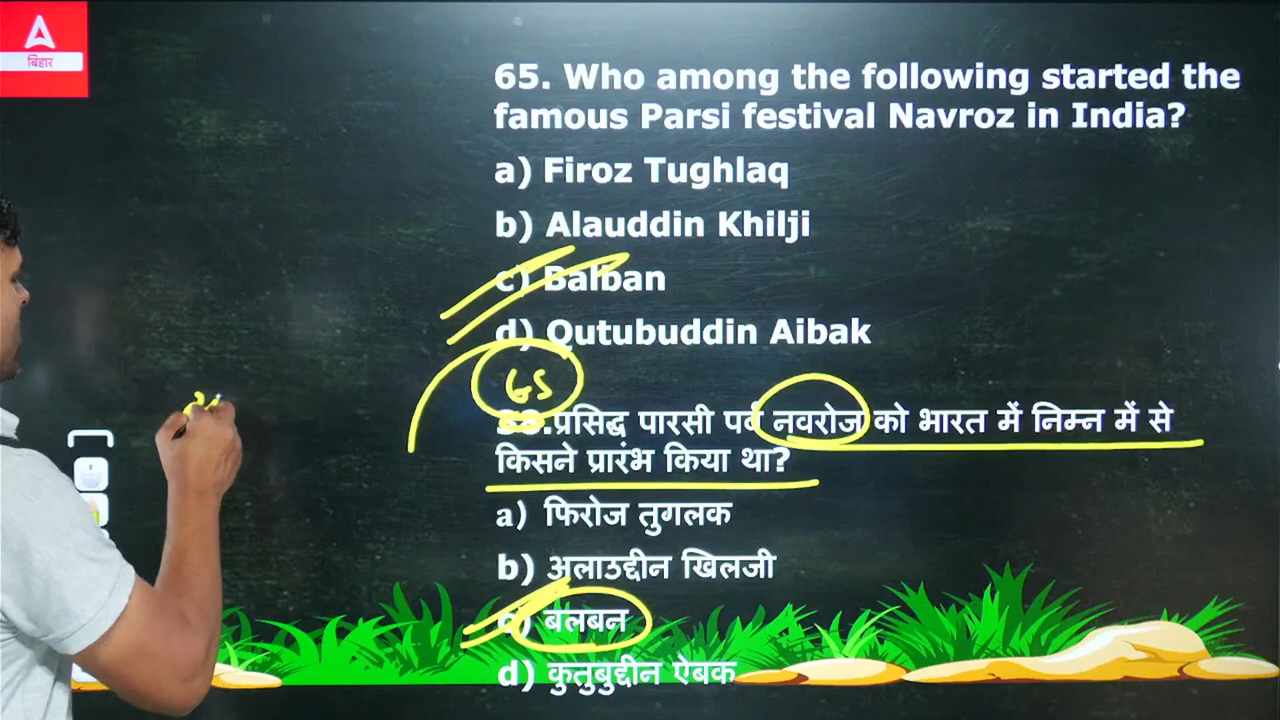 A
बिहार
65. Who among the following started the
famous Parsi festival Navroz in India?
a) Firoz Tughlaq
b) Alauddin Khilji
c) Balban
d) Qutubuddin Aibak
65
प्रसिद्ध पारसी पर्व नवरोज को भारत में निम्न में से
किसने प्रारंभ किया था?
a) फिरोज तुगलक
b) अलाउद्दीन खिलजी
c) बलबन
d) कुतुबुद्दीन ऐबक